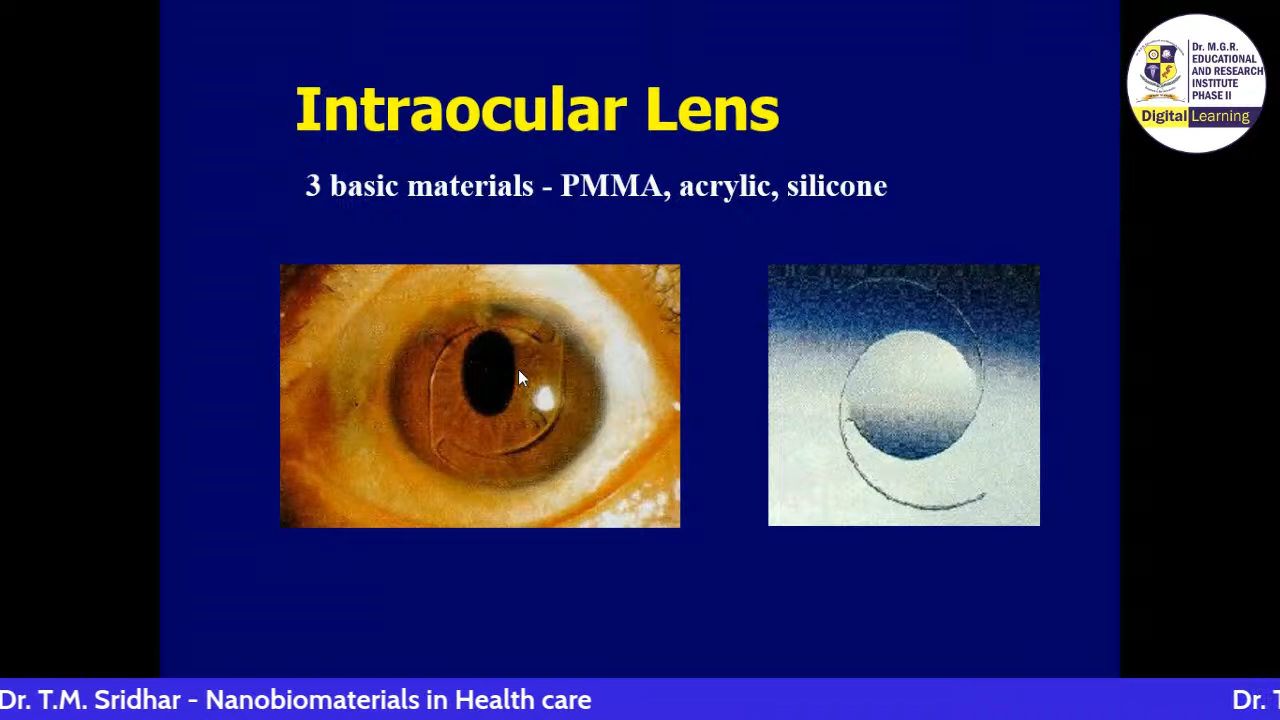 Intraocular Lens
3 basic materials - PMMA, acrylic, silicone
Dr. M.G.R.
EDUCATIONAL
AND RESEARCH
INSTITUTE
PHASE II
Digital Learning
Dr. T.M. Sridhar - Nanobiomaterials in Health care
Dr. T